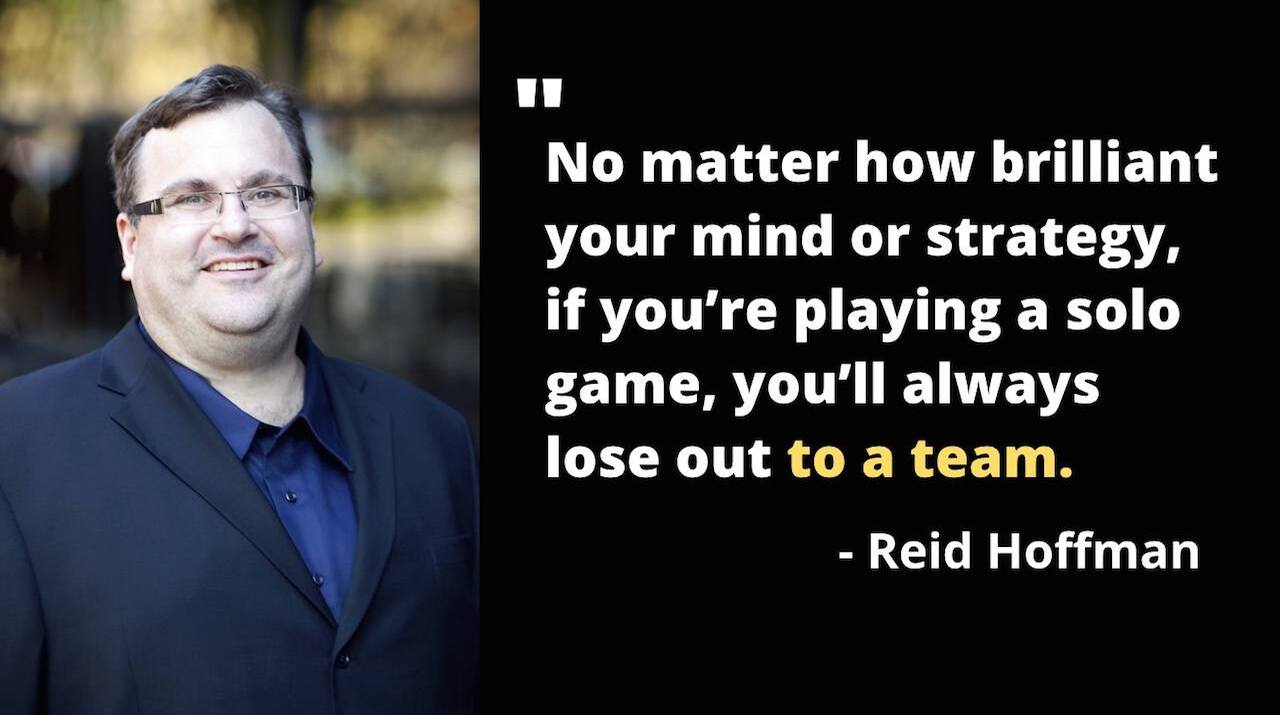 "
No matter how brilliant
your mind or strategy,
if you’re playing a solo
game, you’ll always
lose out to a team.
- Reid Hoffman